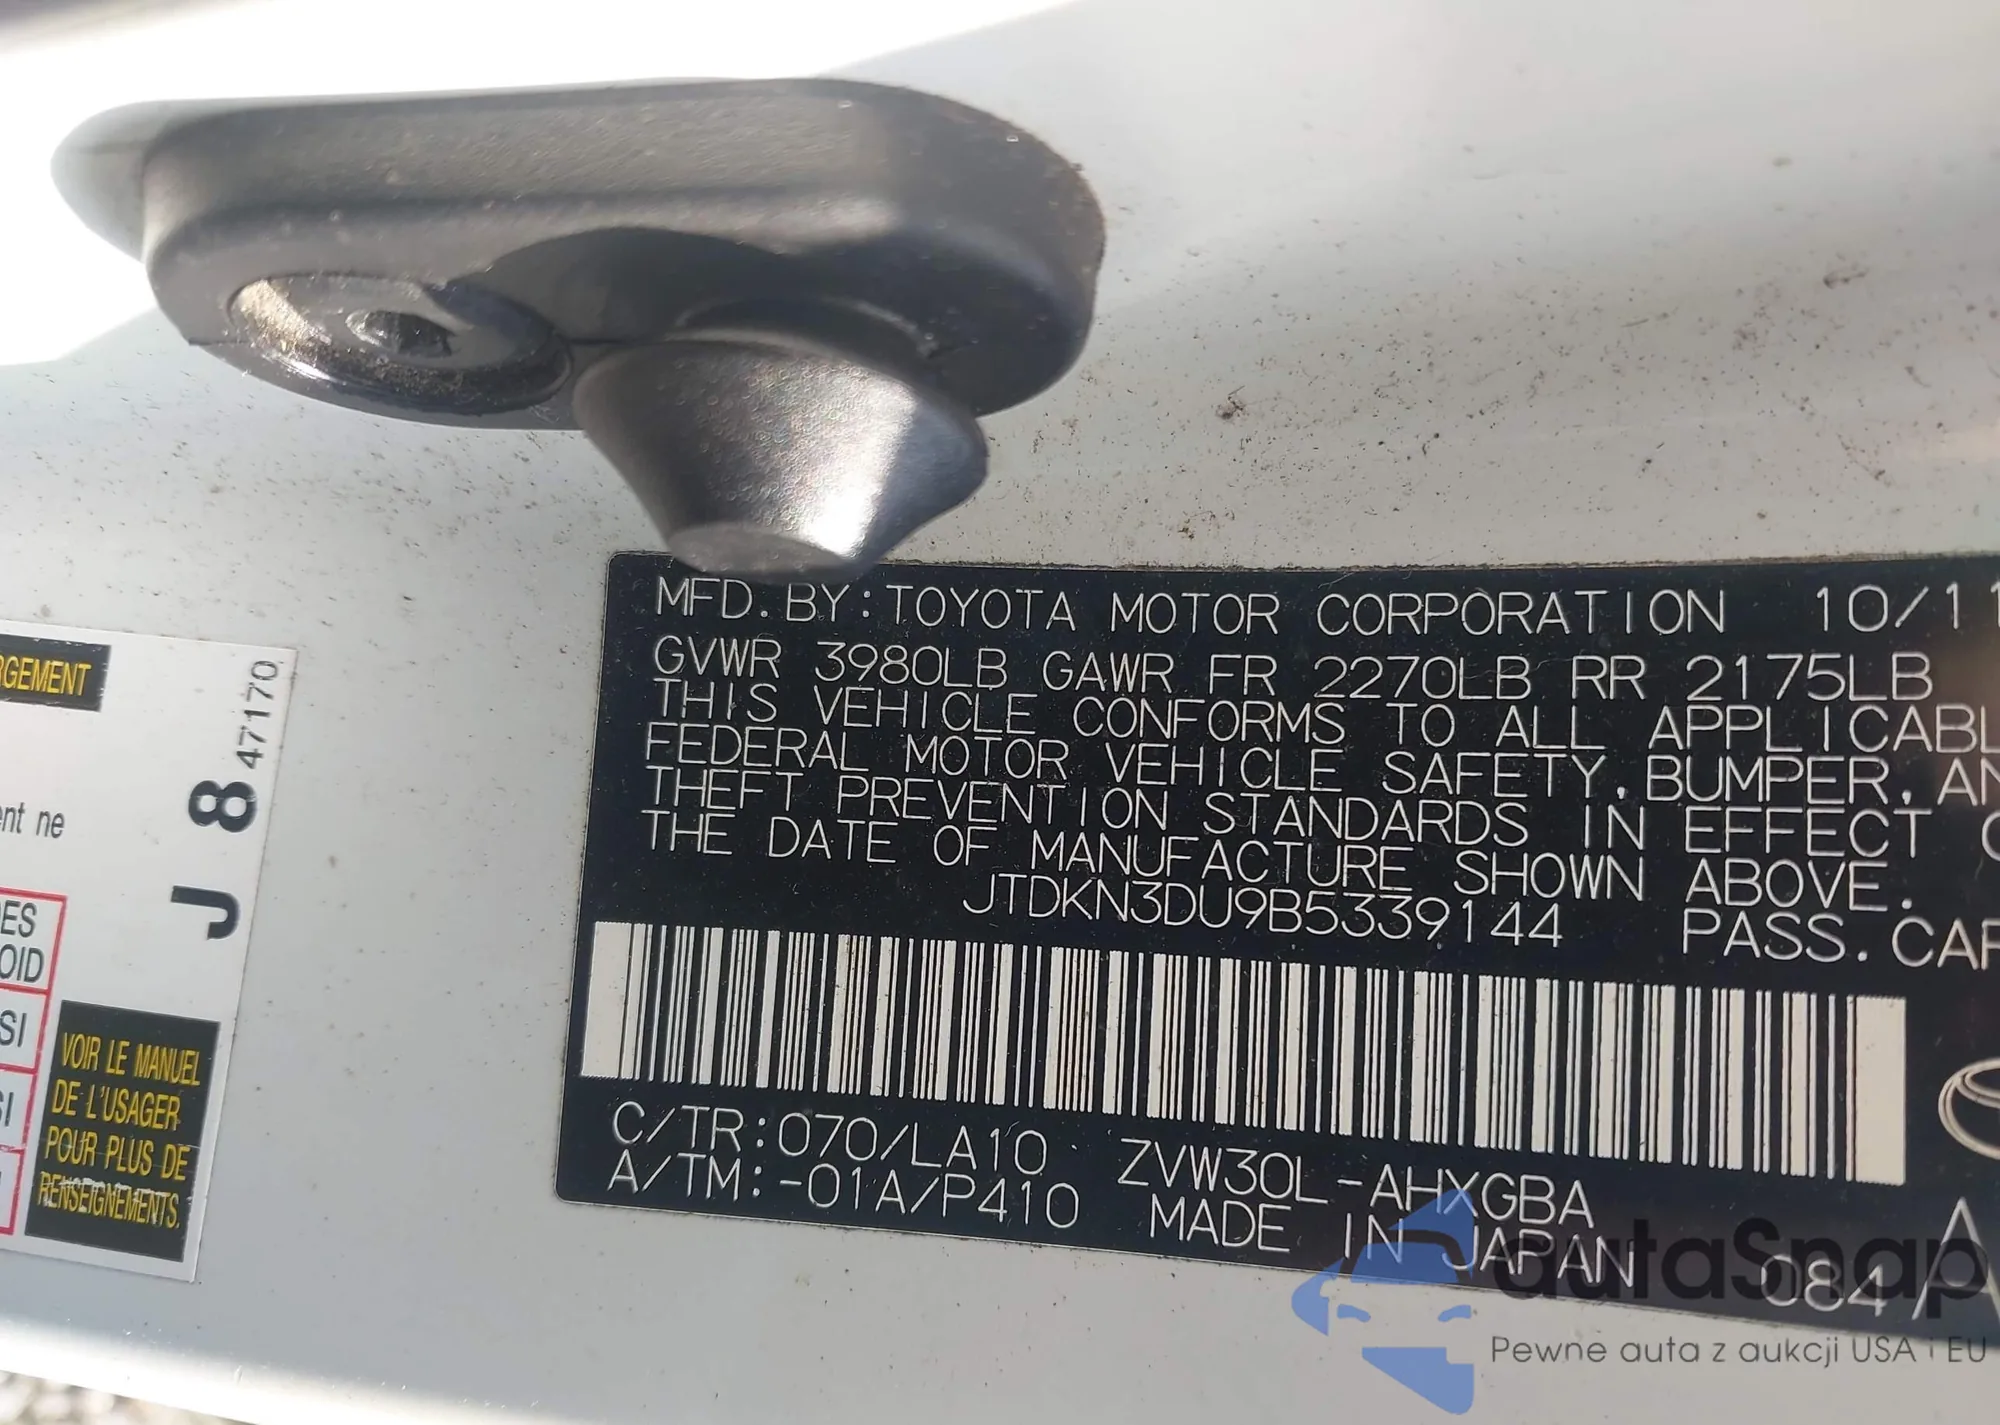 MFD. BY: TOYOTA MOTOR CORPORATION 10/11
GVWR 3980LB GAWR FR 2270LB RR 2175LB
THIS VEHICLE CONFORMS TO ALL APPLICABL
FEDERAL MOTOR VEHICLE SAFETY, BUMPER, AN
THEFT PREVENTION STANDARDS IN EFFECT O
THE DATE OF MANUFACTURE SHOWN ABOVE.
JTDKN3DU9B5339144 PASS. CAR
C/TR: 070/LA10 ZVW30L-AHXGBA
A/TM: -01A/P410 MADE IN JAPAN 084
RGEMENT
J 8 47170
ent ne
DES
OID
SI
SI
VOIR LE MANUEL
DE L'USAGER
POUR PLUS DE
RENSEIGNEMENTS.
autaSnap
Pewne auta z aukcji USA i EU